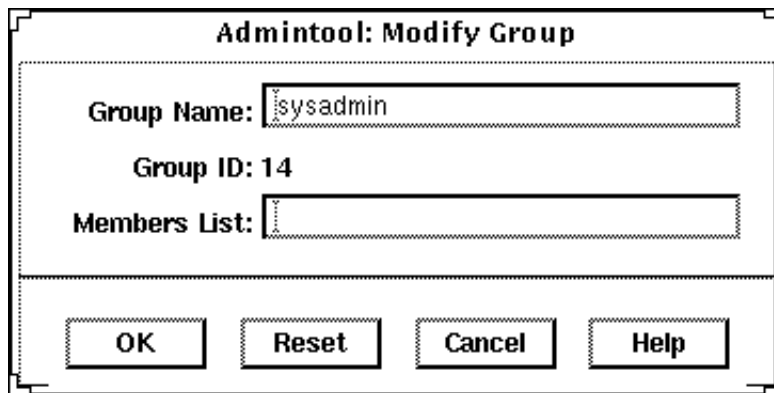 Admintool: Modify Group
Group Name: sysadmin
Group ID: 14
Members List:
OK Reset Cancel Help